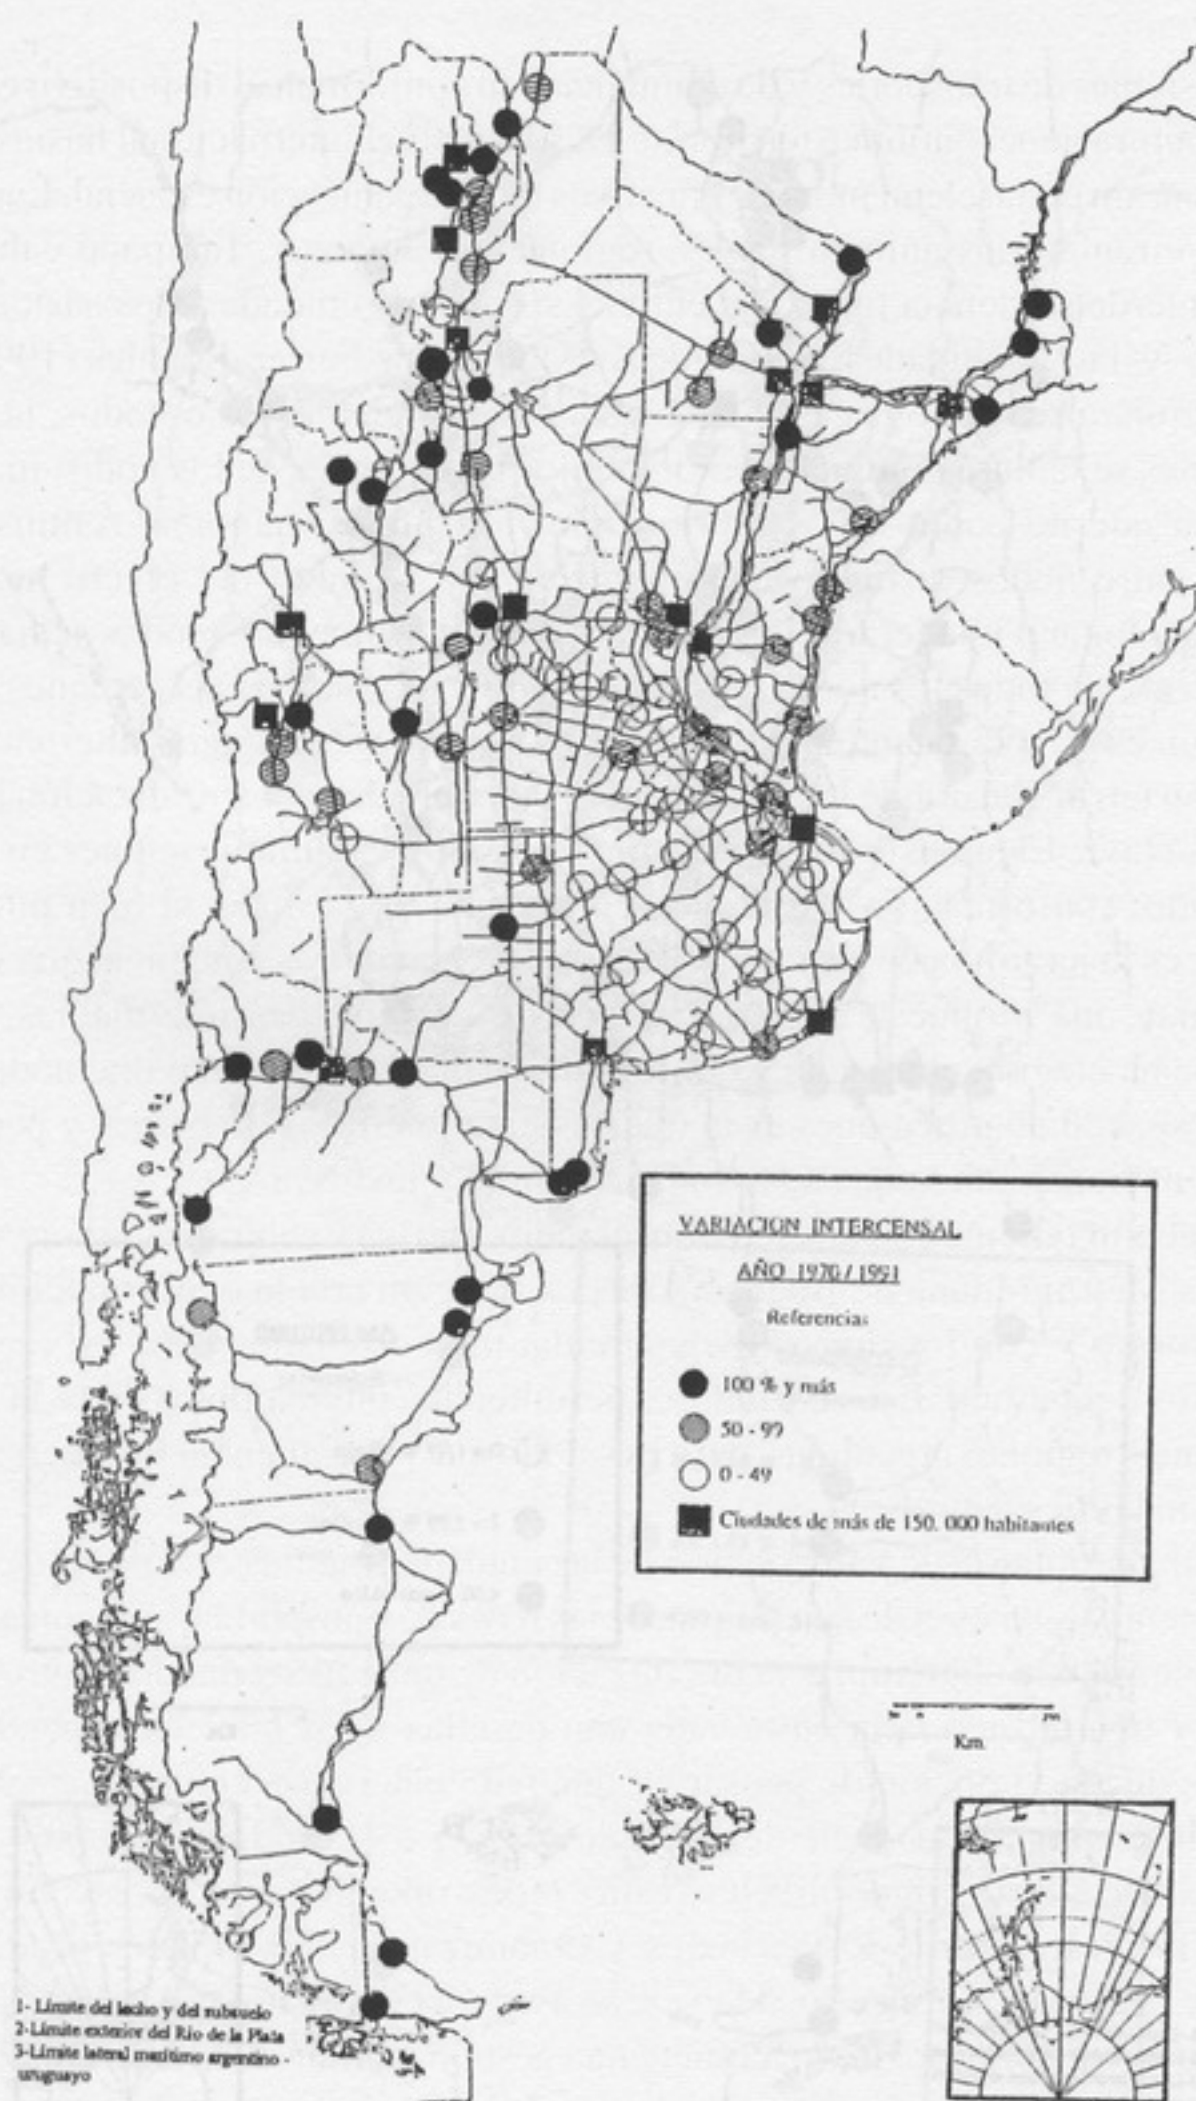 VARIACION INTERCENSAL
AÑO 1970/1991
Referencias
100 % y más
50 - 99
0 - 49
Ciudades de más de 150.000 habitantes
Km.
1- Límite del lecho y del subsuelo
2-Límite exterior del Río de la Plata
3-Límite lateral marítimo argentino -
uruguayo